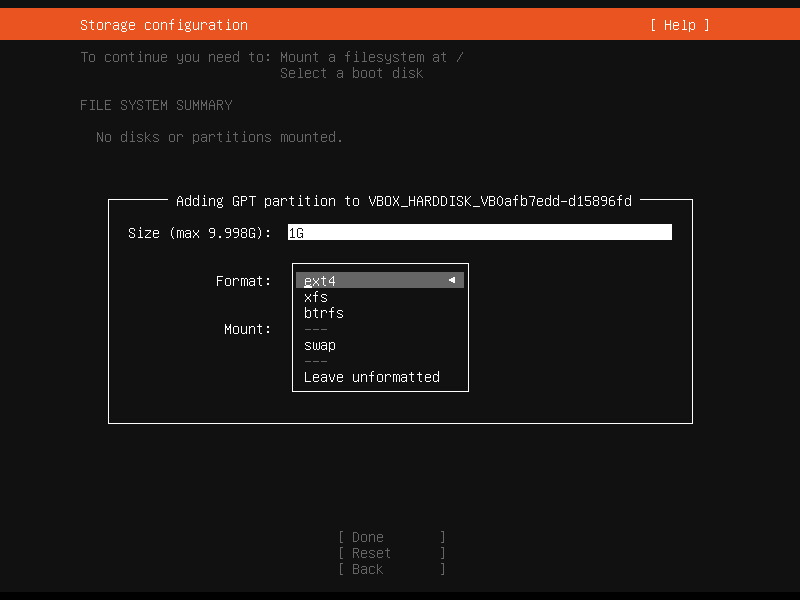 Storage configuration [ Help ]
To continue you need to: Mount a filesystem at /
Select a boot disk
FILE SYSTEM SUMMARY
No disks or partitions mounted.
Adding GPT partition to VBOX_HARDDISK_VB0afb7edd-d15896fd
Size (max 9.998G): 1G
Format: ext4 ◄
xfs
btrfs
Mount: ---
swap
---
Leave unformatted
[ Done ]
[ Reset ]
[ Back ]